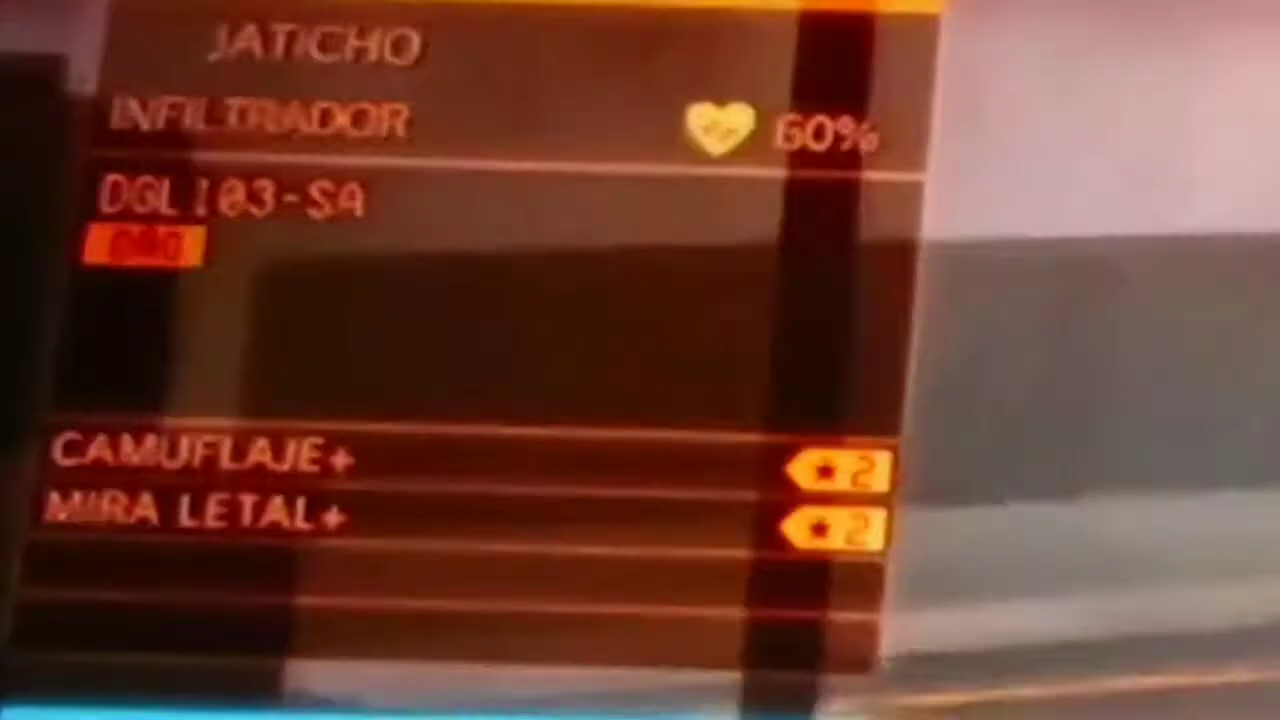 JATICHO
INFILTRADOR
60%
DGL103-SA
CAMUFLAJE+
2
MIRA LETAL+
2